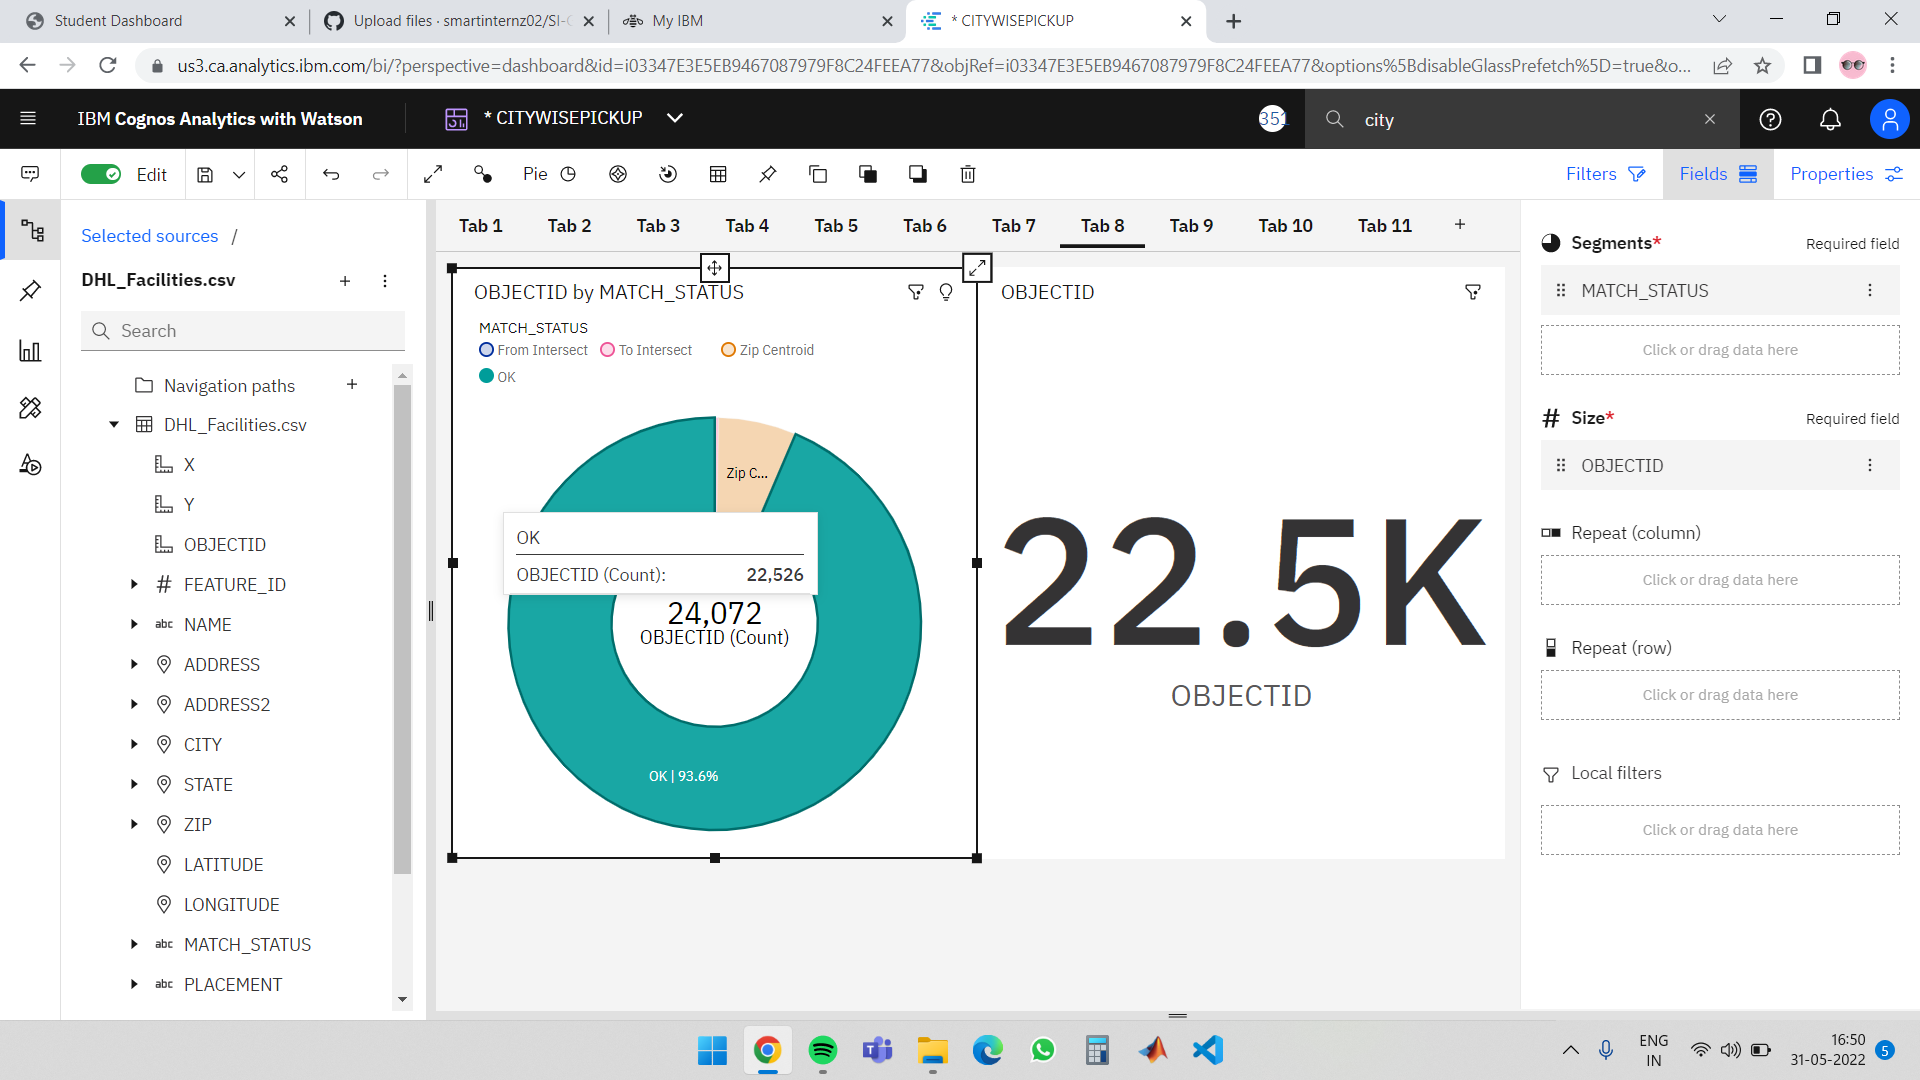 Student Dashboard
Upload files · smartinternz02/SI-
My IBM
* CITYWISEPICKUP
us3.ca.analytics.ibm.com/bi/?perspective=dashboard&id=i03347E3E5EB9467087979F8C24FEEA77&objRef=i03347E3E5EB9467087979F8C24FEEA77&options%5BdisableGlassPrefetch%5D=true&o...
IBM Cognos Analytics with Watson
* CITYWISEPICKUP
351
city
Edit
Pie
Filters
Fields
Properties
Selected sources /
Tab 1
Tab 2
Tab 3
Tab 4
Tab 5
Tab 6
Tab 7
Tab 8
Tab 9
Tab 10
Tab 11
DHL_Facilities.csv
Search
Navigation paths
DHL_Facilities.csv
X
Y
OBJECTID
# FEATURE_ID
abc NAME
ADDRESS
ADDRESS2
CITY
STATE
ZIP
LATITUDE
LONGITUDE
abc MATCH_STATUS
abc PLACEMENT
OBJECTID by MATCH_STATUS
MATCH_STATUS
From Intersect
To Intersect
Zip Centroid
OK
Zip C...
OK
OBJECTID (Count): 22,526
24,072
OBJECTID (Count)
OK | 93.6%
OBJECTID
22.5K
OBJECTID
Segments* Required field
MATCH_STATUS
Click or drag data here
# Size* Required field
OBJECTID
Repeat (column)
Click or drag data here
Repeat (row)
Click or drag data here
Local filters
Click or drag data here
ENG
IN
16:50
31-05-2022
5